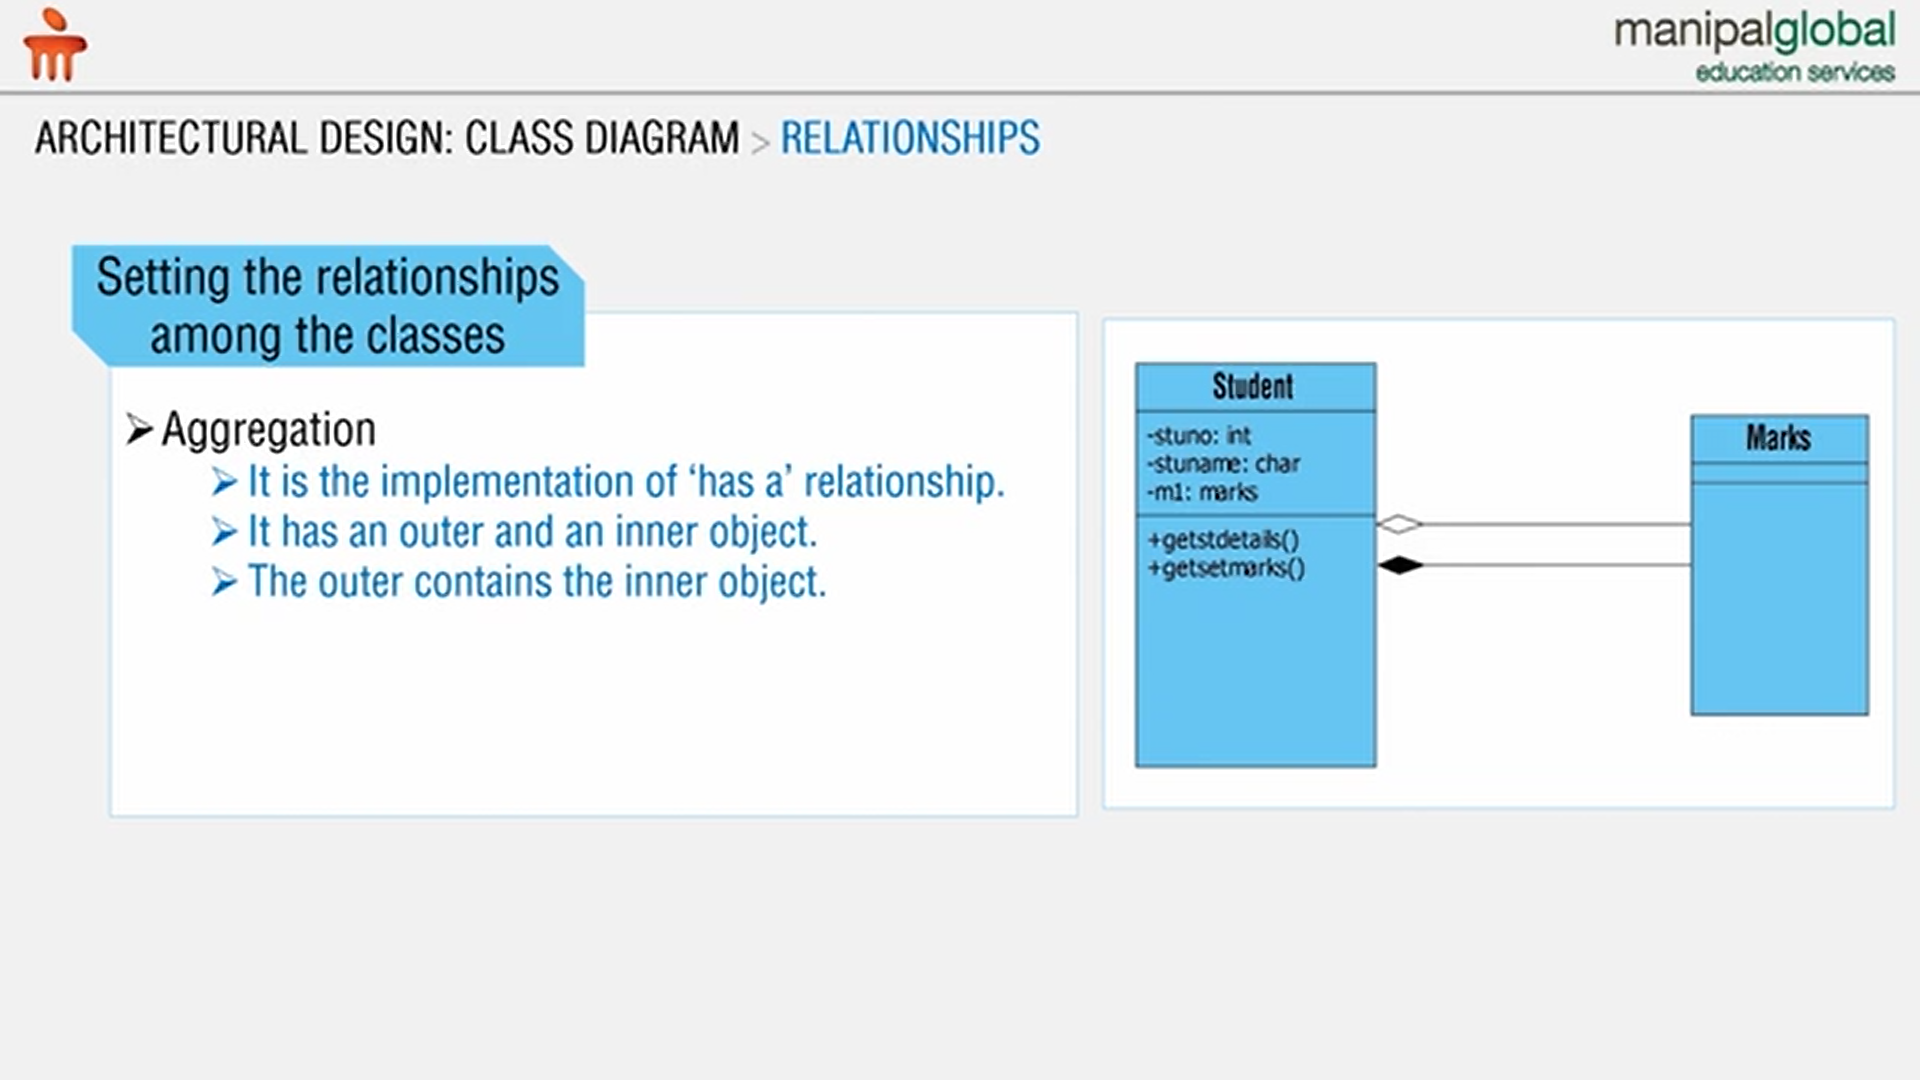 manipalglobal
education services
ARCHITECTURAL DESIGN: CLASS DIAGRAM > RELATIONSHIPS
Setting the relationships
among the classes
Aggregation
It is the implementation of ‘has a’ relationship.
It has an outer and an inner object.
The outer contains the inner object.
Student
-stuno: int
-stuname: char
-m1: marks
+getstdetails()
+getsetmarks()
Marks